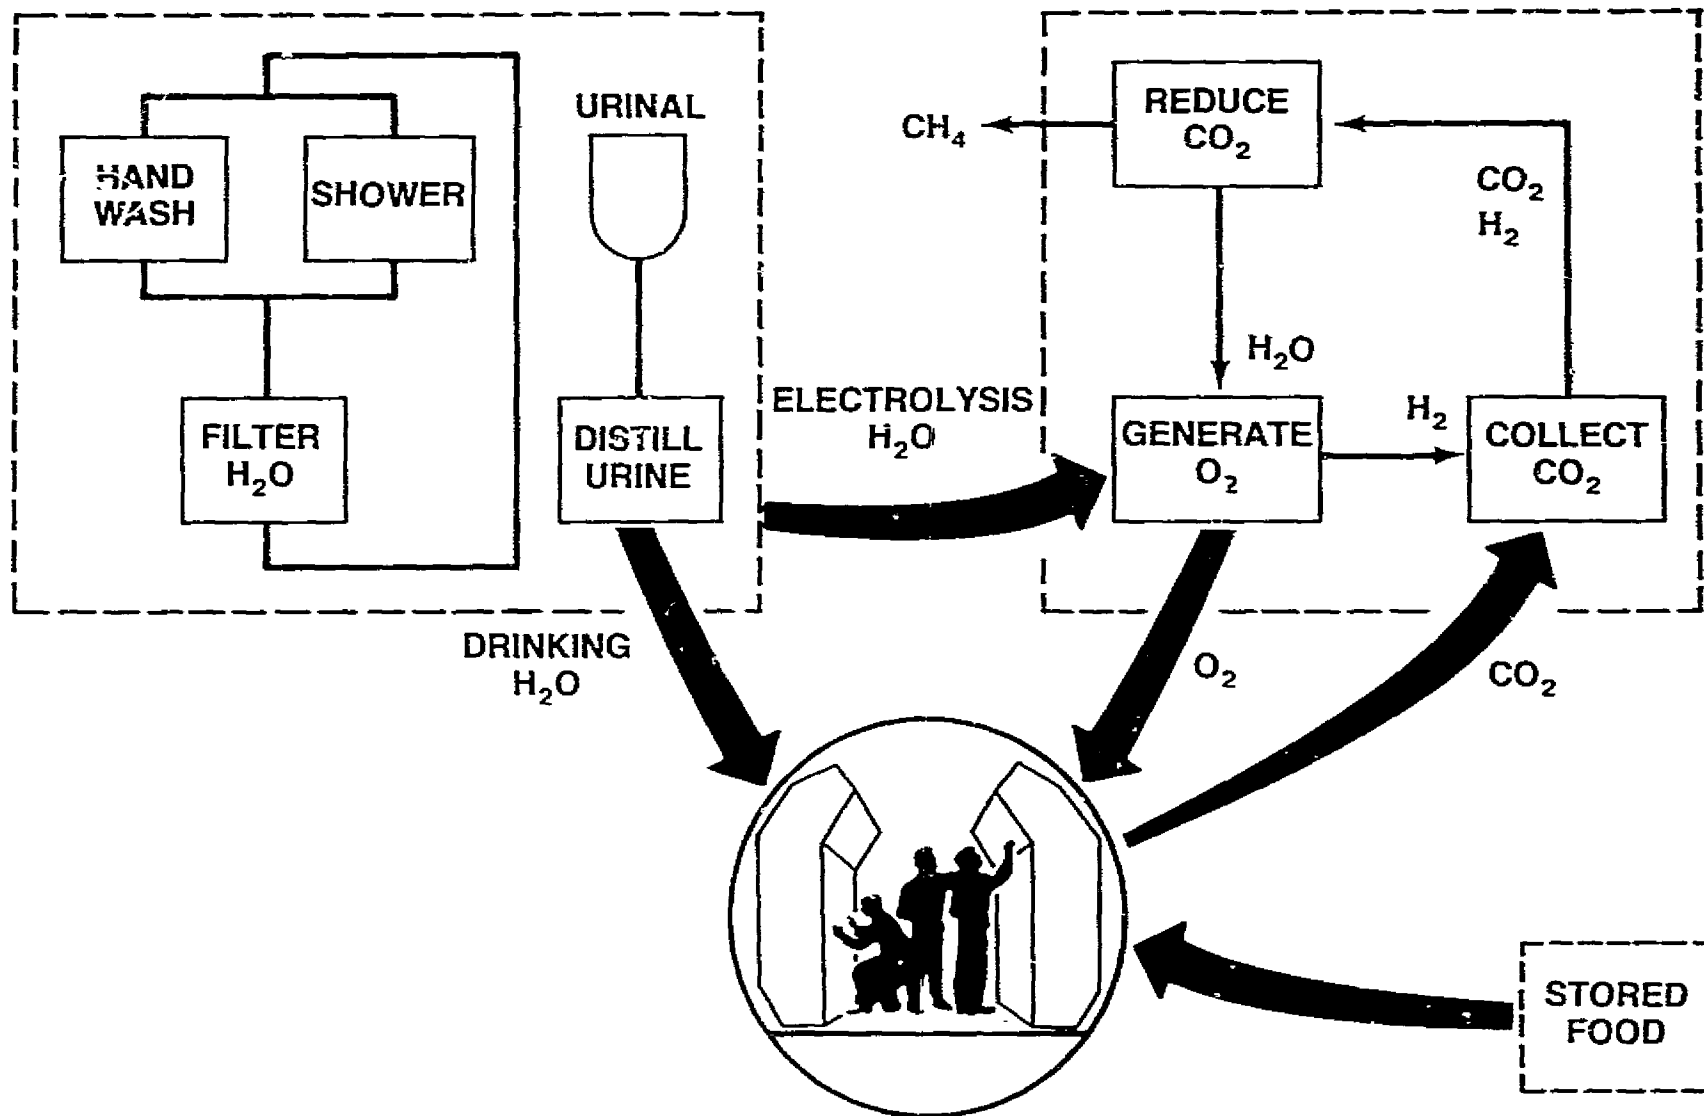 URINAL
HAND
WASH
SHOWER
FILTER
H₂O
DISTILL
URINE
ELECTROLYSIS
H₂O
DRINKING
H₂O
REDUCE
CO₂
CH₄
CO₂
H₂
H₂O
GENERATE
O₂
H₂
COLLECT
CO₂
O₂
CO₂
STORED
FOOD